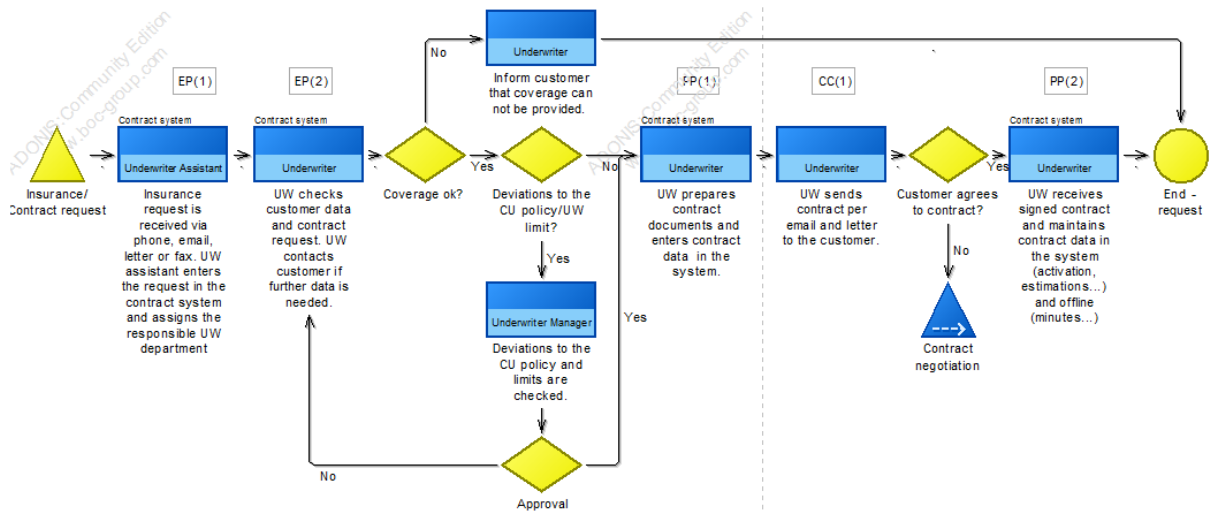 ADONIS:Community Edition
www.boc-group.com
ADONIS:Community Edition
www.boc-group.com
No
Underwriter
Inform customer
that coverage can
not be provided.
EP(1)
EP(2)
PP(1)
CC(1)
PP(2)
Contract system
Contract system
Contract system
Contract system
Underwriter Assistant
Underwriter
Underwriter
Underwriter
Underwriter
Yes
No
Yes
Insurance/
Contract request
Insurance
request is
received via
phone, email,
letter or fax. UW
assistant enters
the request in the
contract system
and assigns the
responsible UW
department
UW checks
customer data
and contract
request. UW
contacts
customer if
further data is
needed.
Coverage ok?
Deviations to the
CU policy/UW
limit?
UW prepares
contract
documents and
enters contract
data in the
system.
UW sends
contract per
email and letter
to the customer.
Customer agrees
to contract?
UW receives
signed contract
and maintains
contract data in
the system
(activation,
estimations...)
and offline
(minutes...)
End -
request
Yes
No
Underwriter Manager
Yes
Deviations to the
CU policy and
limits are
checked.
Contract
negotiation
No
Approval